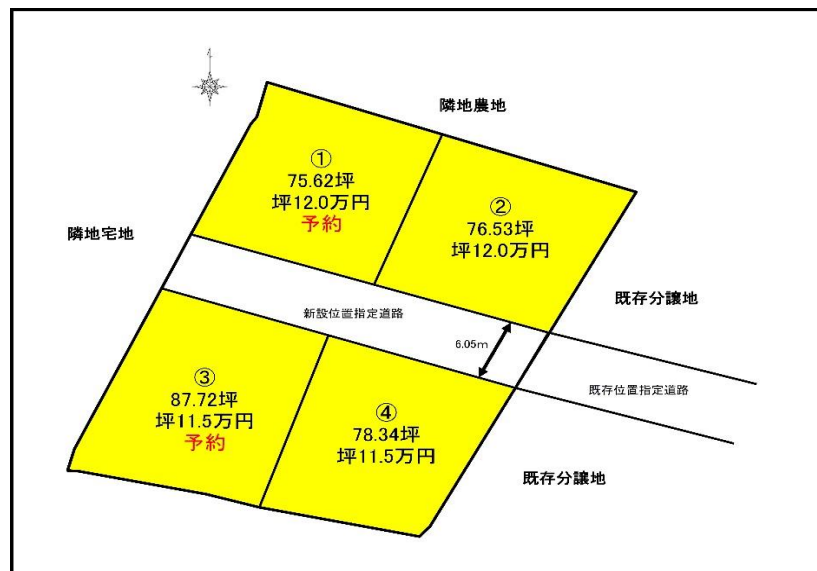 隣地農地
①
75.62坪
坪12.0万円
予約
②
76.53坪
坪12.0万円
隣地宅地
既存分譲地
新設位置指定道路
6.05m
既存位置指定道路
③
87.72坪
坪11.5万円
予約
④
78.34坪
坪11.5万円
既存分譲地